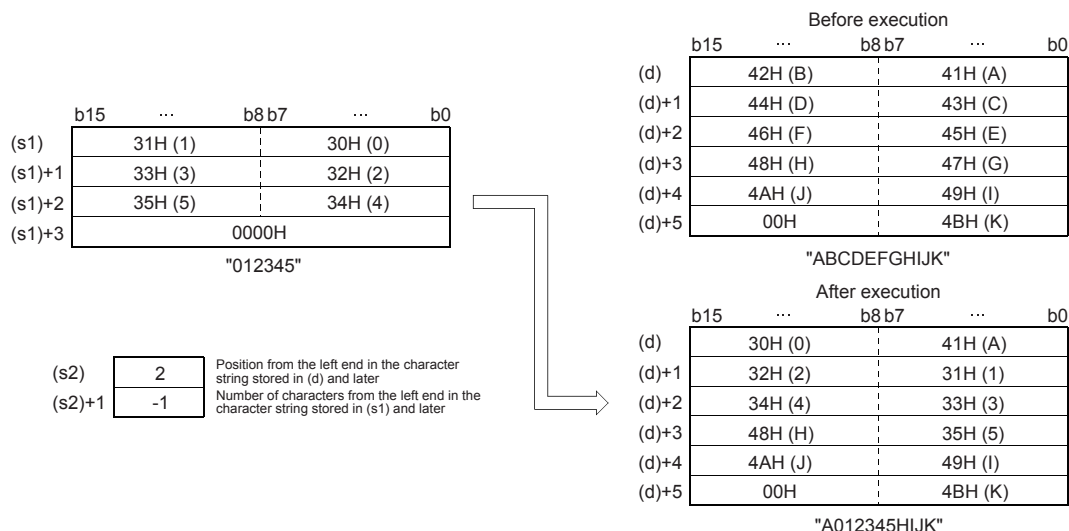 Before execution
b15 ··· b8 b7 ··· b0
(d) 42H (B) 41H (A)
(d)+1 44H (D) 43H (C)
(d)+2 46H (F) 45H (E)
(d)+3 48H (H) 47H (G)
(d)+4 4AH (J) 49H (I)
(d)+5 00H 4BH (K)
"ABCDEFGHIJK"
b15 ··· b8 b7 ··· b0
(s1) 31H (1) 30H (0)
(s1)+1 33H (3) 32H (2)
(s1)+2 35H (5) 34H (4)
(s1)+3 0000H
"012345"
(s2) 2 Position from the left end in the character
string stored in (d) and later
(s2)+1 -1 Number of characters from the left end in the
character string stored in (s1) and later
After execution
b15 ··· b8 b7 ··· b0
(d) 30H (0) 41H (A)
(d)+1 32H (2) 31H (1)
(d)+2 34H (4) 33H (3)
(d)+3 48H (H) 35H (5)
(d)+4 4AH (J) 49H (I)
(d)+5 00H 4BH (K)
"A012345HIJK"